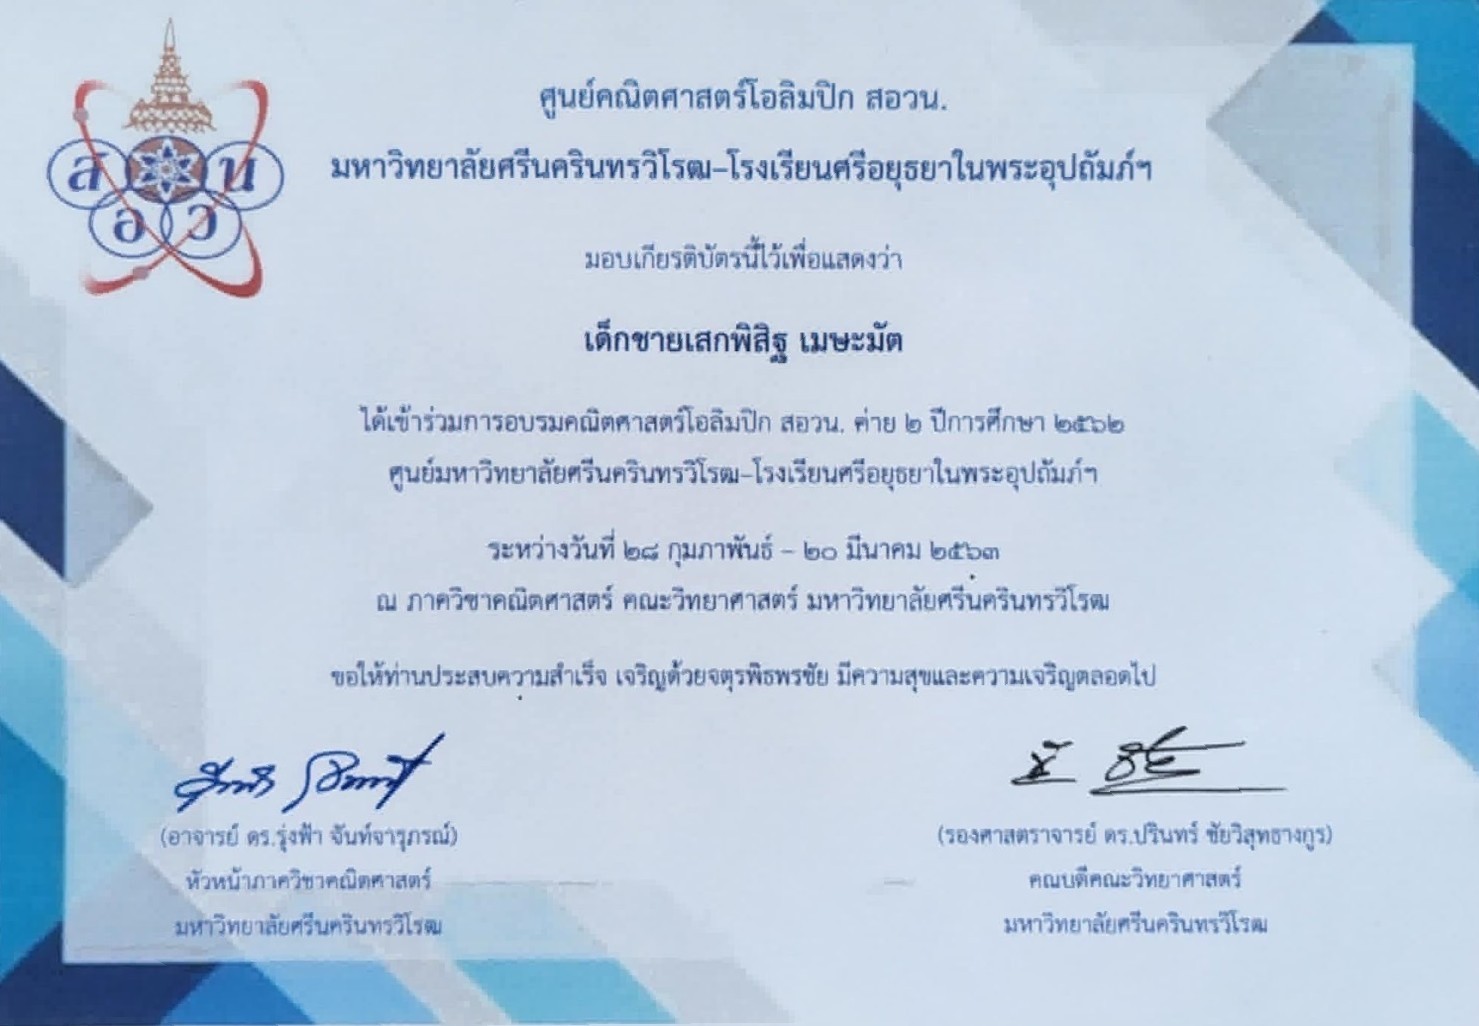 ส
น
อ
ว
ศูนย์คณิตศาสตร์โอลิมปิก สอวน.
มหาวิทยาลัยศรีนครินทรวิโรฒ-โรงเรียนศรีอยุธยาในพระอุปถัมภ์ฯ
มอบเกียรติบัตรนี้ไว้เพื่อแสดงว่า
เด็กชายเสกพิสิฐ เมษะมัต
ได้เข้าร่วมการอบรมคณิตศาสตร์โอลิมปิก สอวน. ค่าย ๒ ปีการศึกษา ๒๕๖๒
ศูนย์มหาวิทยาลัยศรีนครินทรวิโรฒ-โรงเรียนศรีอยุธยาในพระอุปถัมภ์ฯ
ระหว่างวันที่ ๒๘ กุมภาพันธ์ - ๒๐ มีนาคม ๒๕๖๓
ณ ภาควิชาคณิตศาสตร์ คณะวิทยาศาสตร์ มหาวิทยาลัยศรีนครินทรวิโรฒ
ขอให้ท่านประสบความสำเร็จ เจริญด้วยจตุรพิธพรชัย มีความสุขและความเจริญตลอดไป
(อาจารย์ ดร.รุ่งฟ้า จันท์จารุภรณ์)
หัวหน้าภาควิชาคณิตศาสตร์
มหาวิทยาลัยศรีนครินทรวิโรฒ
(รองศาสตราจารย์ ดร.ปรินทร์ ชัยวิสุทธางกูร)
คณบดีคณะวิทยาศาสตร์
มหาวิทยาลัยศรีนครินทรวิโรฒ